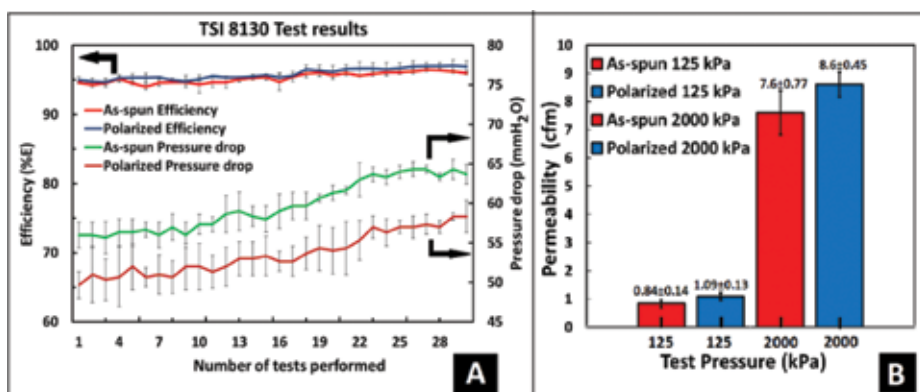 TSI 8130 Test results
100
95
90
85
80
75
70
65
60
Efficiency (%E)
As-spun Efficiency
Polarized Efficiency
As-spun Pressure drop
Polarized Pressure drop
80
75
70
65
60
55
50
45
Pressure drop (mmH2O)
1 4 7 10 13 16 19 22 25 28
Number of tests performed
A
10
9
8
7
6
5
4
3
2
1
0
Permeability (cfm)
As-spun 125 kPa
Polarized 125 kPa
As-spun 2000 kPa
Polarized 2000 kPa
0.84±0.14
1.09±0.13
7.6±0.77
8.6±0.45
125 125 2000 2000
Test Pressure (kPa)
B